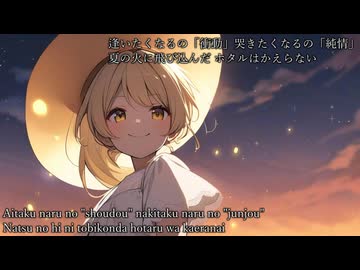 逢いたくなるの「衝動」哭きたくなるの「純情」
夏の火に飛び込んだ ホタルはかえらない
Aitaku naru no "shoudou" nakitaku naru no "junjou"
Natsu no hi ni tobikonda hotaru wa kaeranai